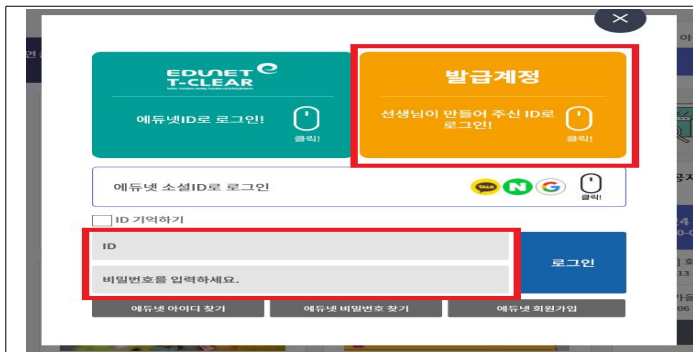 EDUNET
T-CLEAR
에듀넷ID로 로그인!
클릭!
발급계정
선생님이 만들어 주신 ID로
로그인!
클릭!
에듀넷 소셜ID로 로그인
TALK
N
G
클릭!
ID 기억하기
ID
비밀번호를 입력하세요.
로그인
에듀넷 아이디 찾기
에듀넷 비밀번호 찾기
에듀넷 회원가입